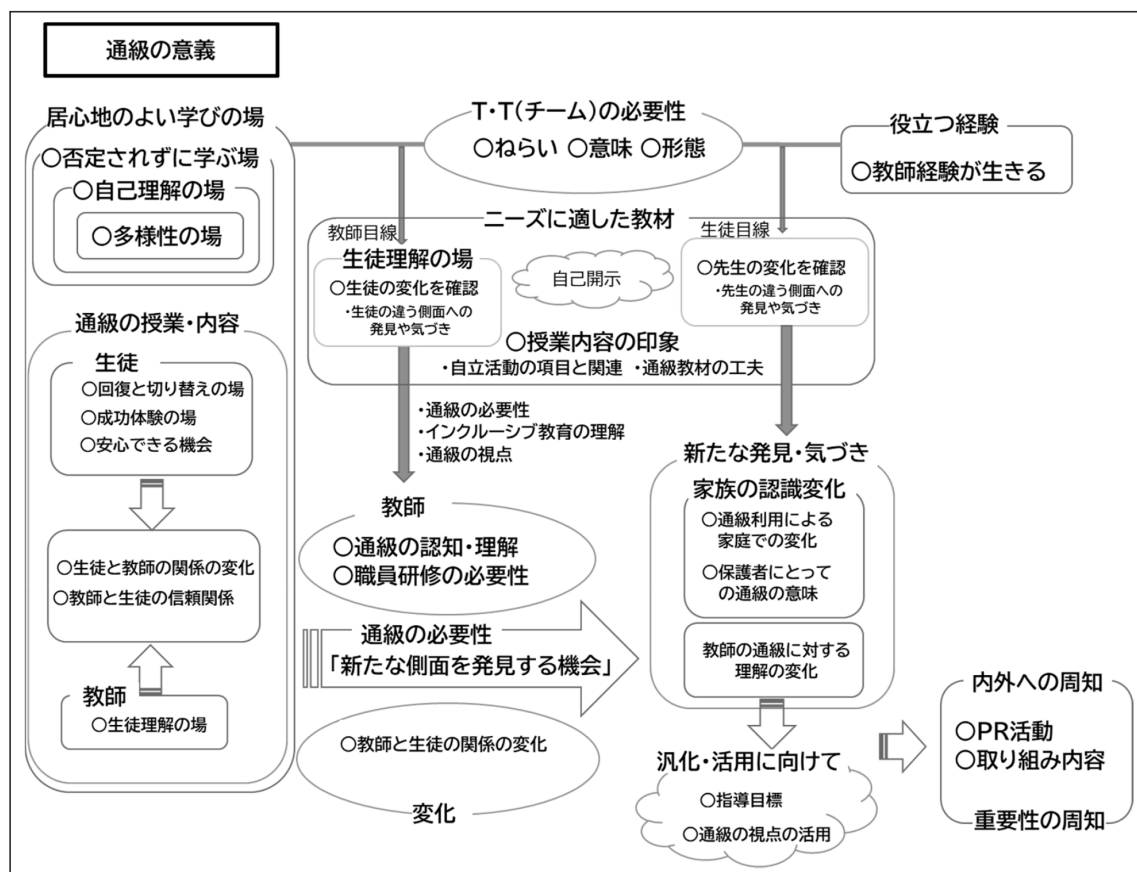 通級の意義
居心地のよい学びの場
○否定されずに学ぶ場
○自己理解の場
○多様性の場
T・T(チーム)の必要性
○ねらい ○意味 ○形態
役立つ経験
○教師経験が生きる
ニーズに適した教材
教師目線
生徒理解の場
○生徒の変化を確認
・生徒の違う側面への
発見や気づき
自己開示
生徒目線
○先生の変化を確認
・先生の違う側面への
発見や気づき
○授業内容の印象
・自立活動の項目と関連 ・通級教材の工夫
通級の授業・内容
生徒
○回復と切り替えの場
○成功体験の場
○安心できる機会
○生徒と教師の関係の変化
○教師と生徒の信頼関係
教師
○生徒理解の場
・通級の必要性
・インクルーシブ教育の理解
・通級の視点
教師
○通級の認知・理解
○職員研修の必要性
通級の必要性
「新たな側面を発見する機会」
○教師と生徒の関係の変化
変化
新たな発見・気づき
家族の認識変化
○通級利用による
家庭での変化
○保護者にとって
の通級の意味
教師の通級に対する
理解の変化
汎化・活用に向けて
○指導目標
○通級の視点の活用
内外への周知
○PR活動
○取り組み内容
重要性の周知